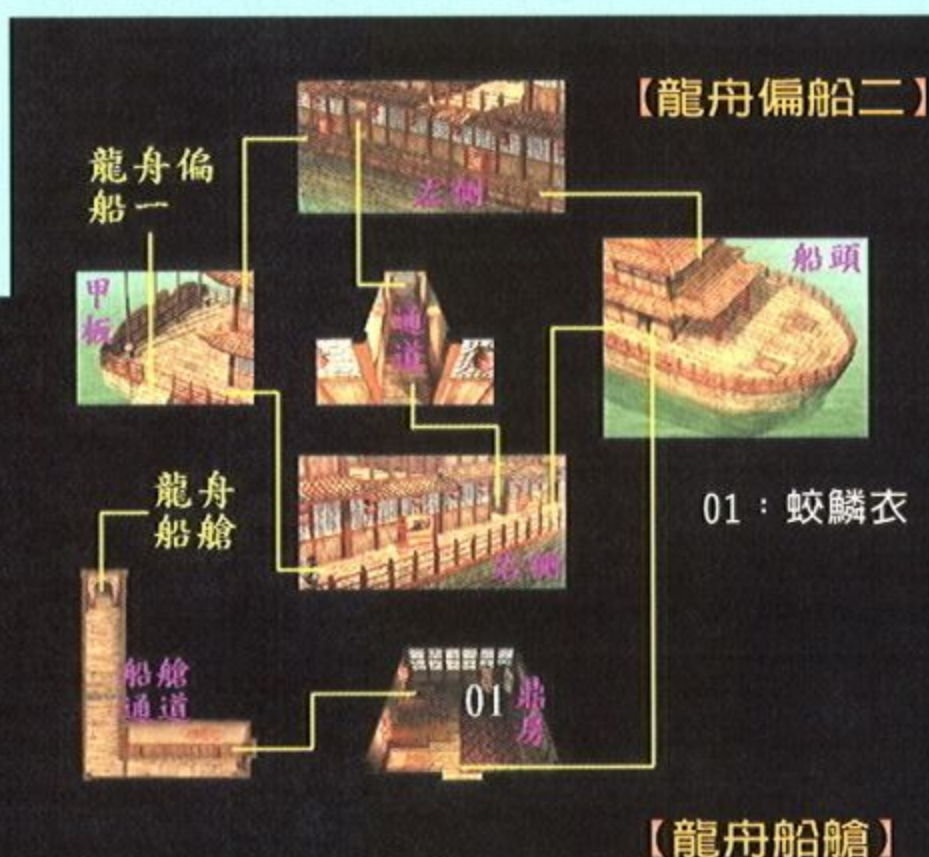 【龍舟偏船二】
龍舟偏
船一
左側
船頭
甲
板
通
道
龍舟
船艙
右側
01：蛟鱗衣
船艙
通道
01
鼎
房
【龍舟船艙】